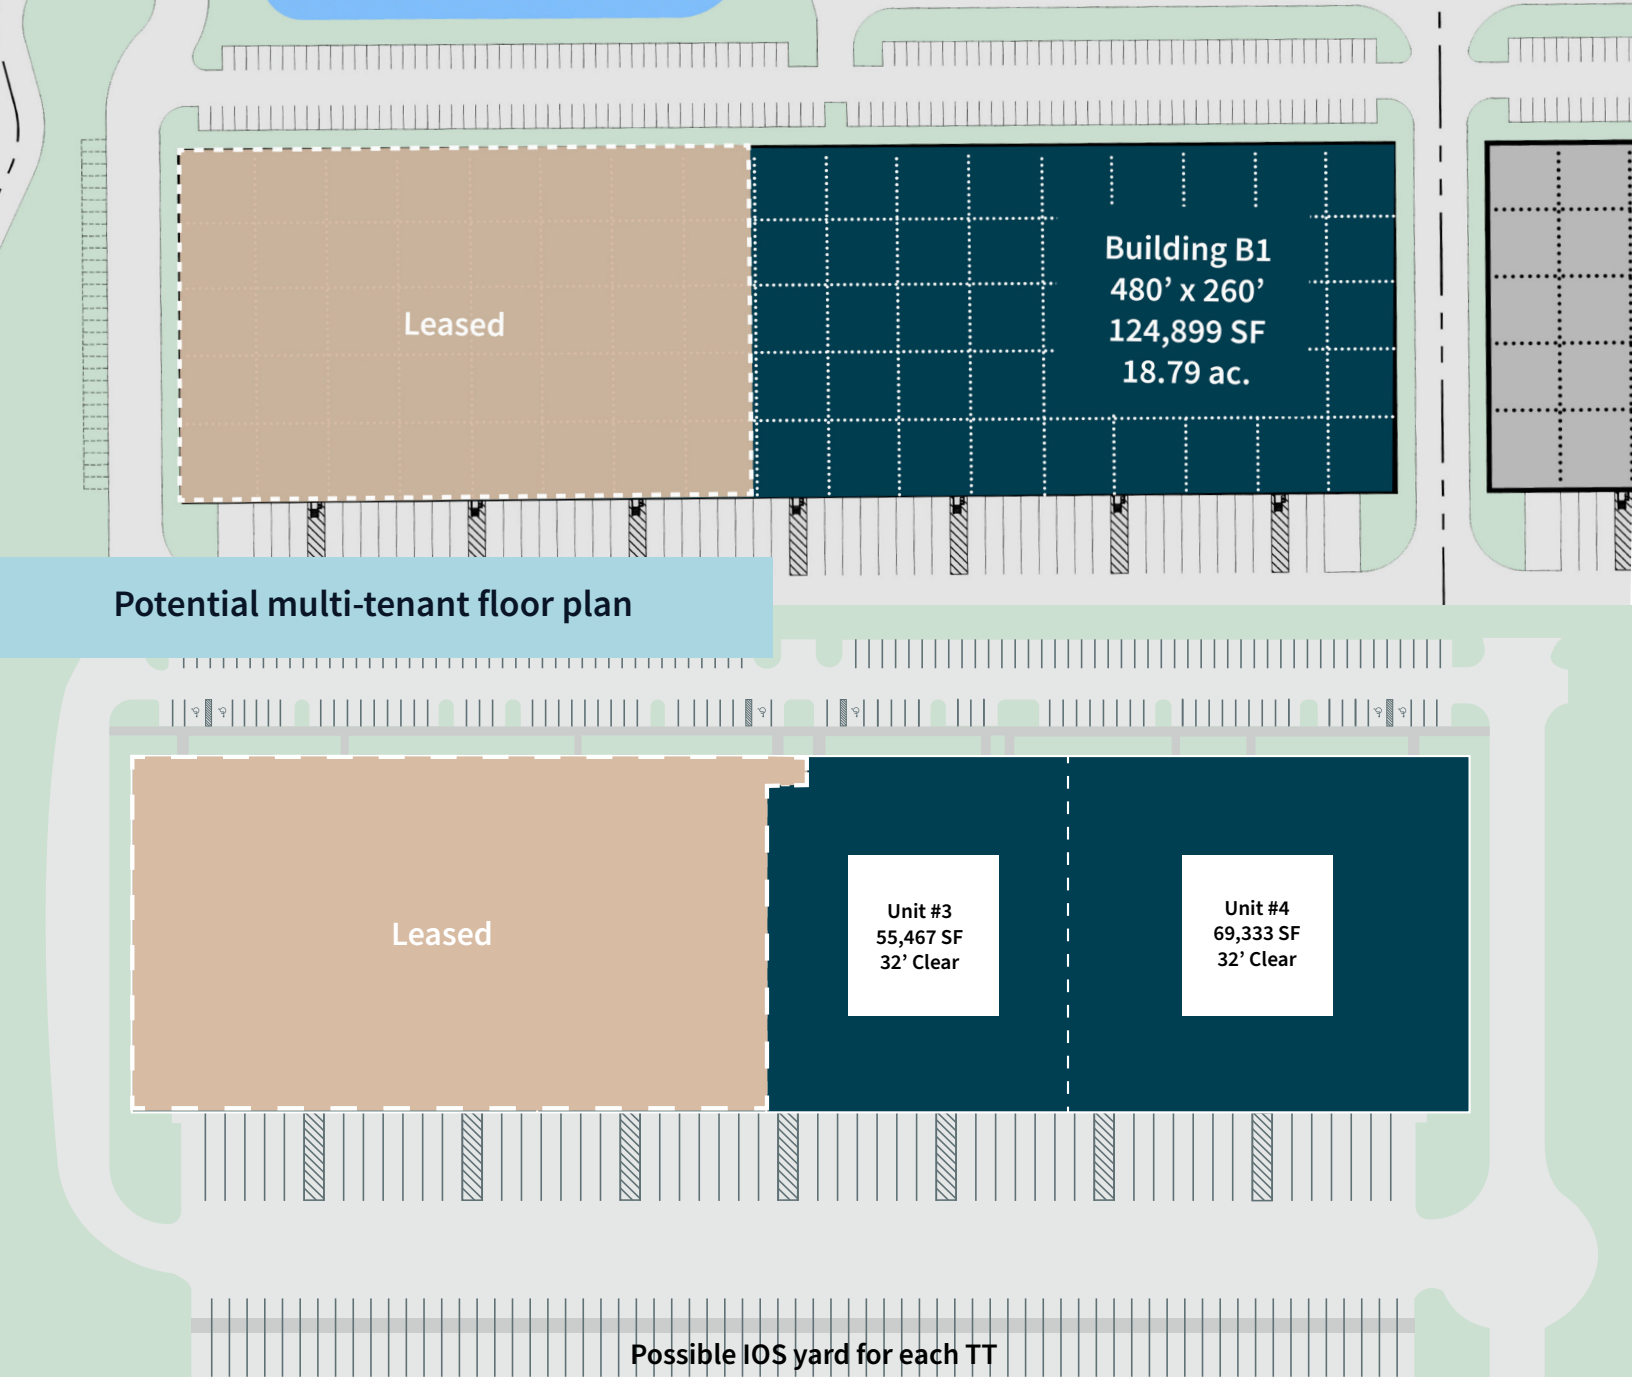 Building B1
480’ x 260’
124,899 SF
18.79 ac.
Leased
Potential multi-tenant floor plan
Leased
Unit #3
55,467 SF
32’ Clear
Unit #4
69,333 SF
32’ Clear
Possible IOS yard for each TT